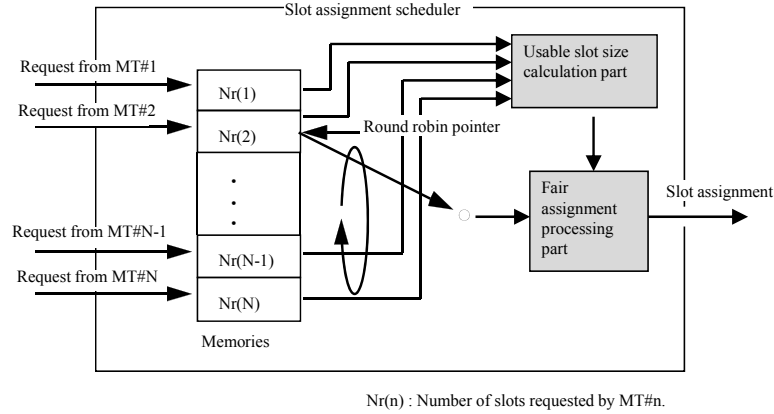 Slot assignment scheduler
Request from MT#1
Request from MT#2
Nr(1)
Nr(2)
Usable slot size
calculation part
Round robin pointer
Fair
assignment
processing
part
Slot assignment
Request from MT#N-1
Request from MT#N
Nr(N-1)
Nr(N)
Memories
Nr(n) : Number of slots requested by MT#n.